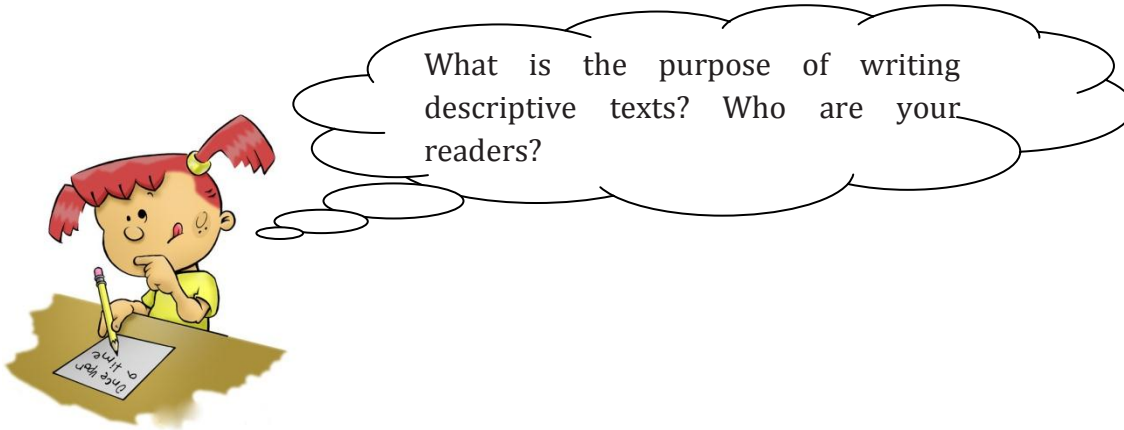 What is the purpose of writing
descriptive texts? Who are your
readers?
Once Upon
a time